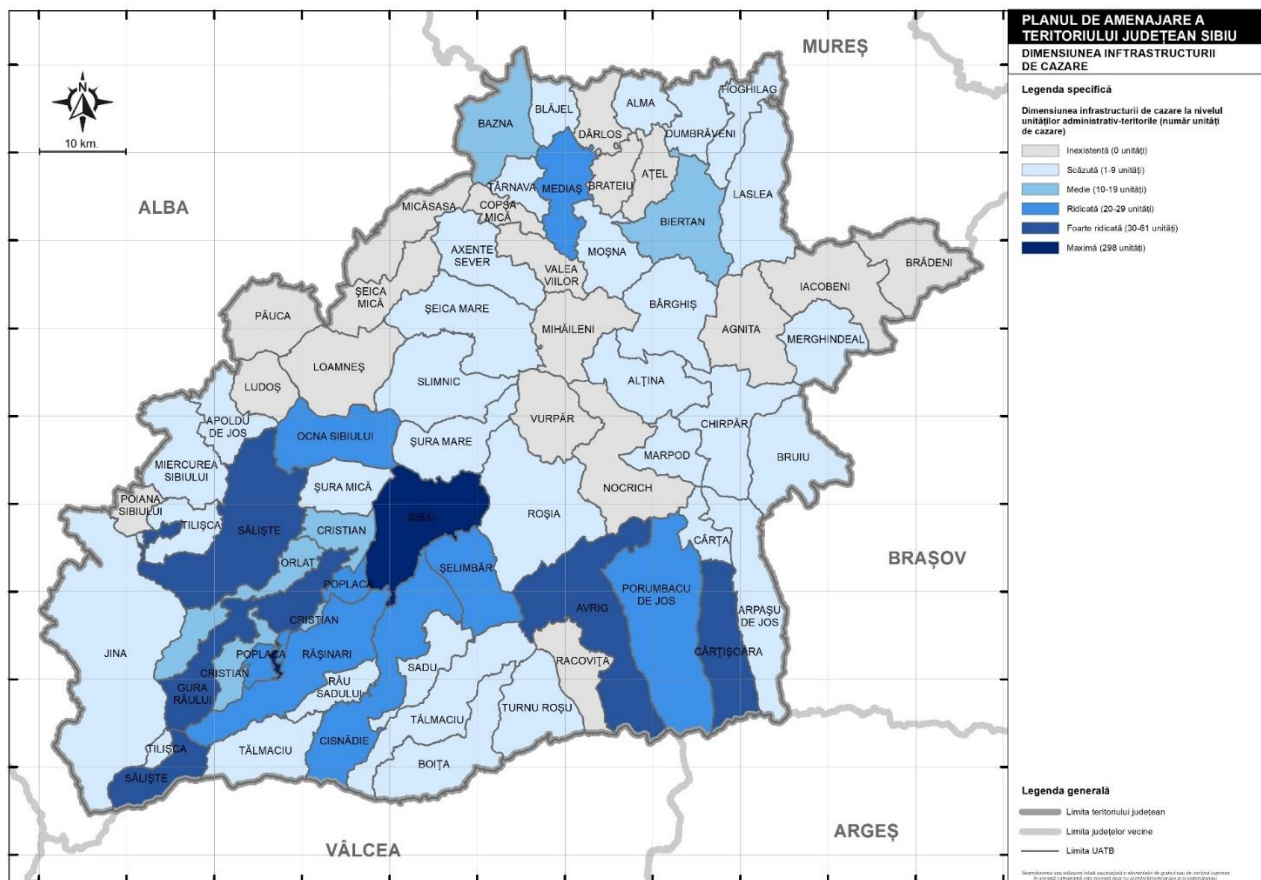 PLANUL DE AMENAJARE A
TERITORIULUI JUDEȚEAN SIBIU
DIMENSIUNEA INFTRASTRUCTURII
DE CAZARE
Legenda specifică
Dimensiunea infrastructurii de cazare la nivelul
unităților administrativ-teritorile (număr unități
de cazare)
Inexistentă (0 unități)
Scăzută (1-9 unități)
Medie (10-19 unități)
Ridicată (20-29 unități)
Foarte ridicată (30-61 unități)
Maximă (298 unități)
N
10 km.
MUREȘ
ALBA
BRAȘOV
ARGEȘ
VÂLCEA
HOGHILAG
BLĂJEL
ALMA
BAZNA
DÂRLOS
DUMBRĂVENI
AȚEL
TÂRNAVA
MEDIAȘ
BRATEIU
LASLEA
MICĂSASA
COPȘA
MICĂ
BIERTAN
AXENTE
SEVER
MOȘNA
BRĂDENI
VALEA
VIILOR
IACOBENI
ȘEICA
MICĂ
BÂRGHIȘ
ȘEICA MARE
PĂUCA
MIHĂILENI
AGNITA
MERGHINDEAL
LOAMNEȘ
LUDOȘ
SLIMNIC
ALȚINA
APOLDU
DE JOS
VURPĂR
CHIRPĂR
OCNA SIBIULUI
ȘURA MARE
MARPOD
BRUIU
MIERCUREA
SIBIULUI
ȘURA MICĂ
NOCRICH
POIANA
SIBIULUI
TILIȘCA
SĂLIȘTE
CRISTIAN
SIBIU
ROȘIA
CÂRȚA
ORLAT
POPLACA
ȘELIMBĂR
PORUMBACU
DE JOS
AVRIG
ARPAȘU
DE JOS
CRISTIAN
JINA
POPLACA
RĂȘINARI
CÂRȚIȘOARA
CRISTIAN
SADU
RACOVIȚA
GURA
RÂULUI
RÂU
SADULUI
TURNU ROȘU
TĂLMACIU
TILIȘCA
TĂLMACIU
CISNĂDIE
BOIȚA
SĂLIȘTE
Legenda generală
Limita teritoriului județean
Limita județelor vecine
Limita UATB